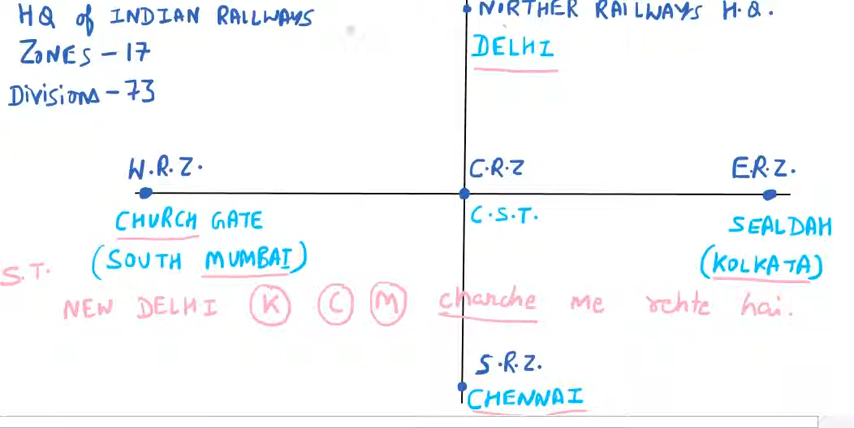 HQ of INDIAN RAILWAYS
ZONES - 17
Divisions - 73
NORTHER RAILWAYS H.Q.
DELHI
W.R.Z.
CHURCH GATE
(SOUTH MUMBAI)
C.R.Z
C.S.T.
E.R.Z.
SEALDAH
(KOLKATA)
S.T.
NEW DELHI K C M charche me rehte hai.
S.R.Z.
CHENNAI